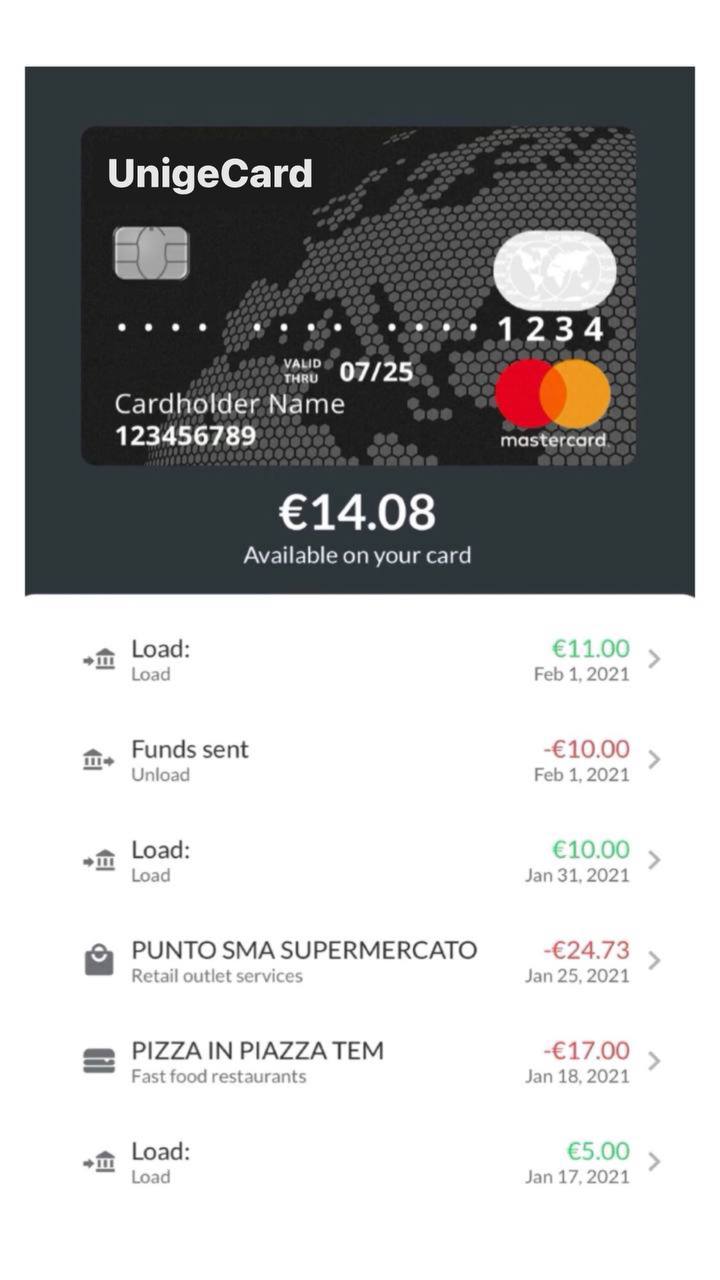 UnigeCard
•••• •••• •••• 1234
VALID THRU 07/25
Cardholder Name
123456789
mastercard.
€14.08
Available on your card
Load: €11.00
Load Feb 1, 2021
Funds sent -€10.00
Unload Feb 1, 2021
Load: €10.00
Load Jan 31, 2021
PUNTO SMA SUPERMERCATO -€24.73
Retail outlet services Jan 25, 2021
PIZZA IN PIAZZA TEM -€17.00
Fast food restaurants Jan 18, 2021
Load: €5.00
Load Jan 17, 2021